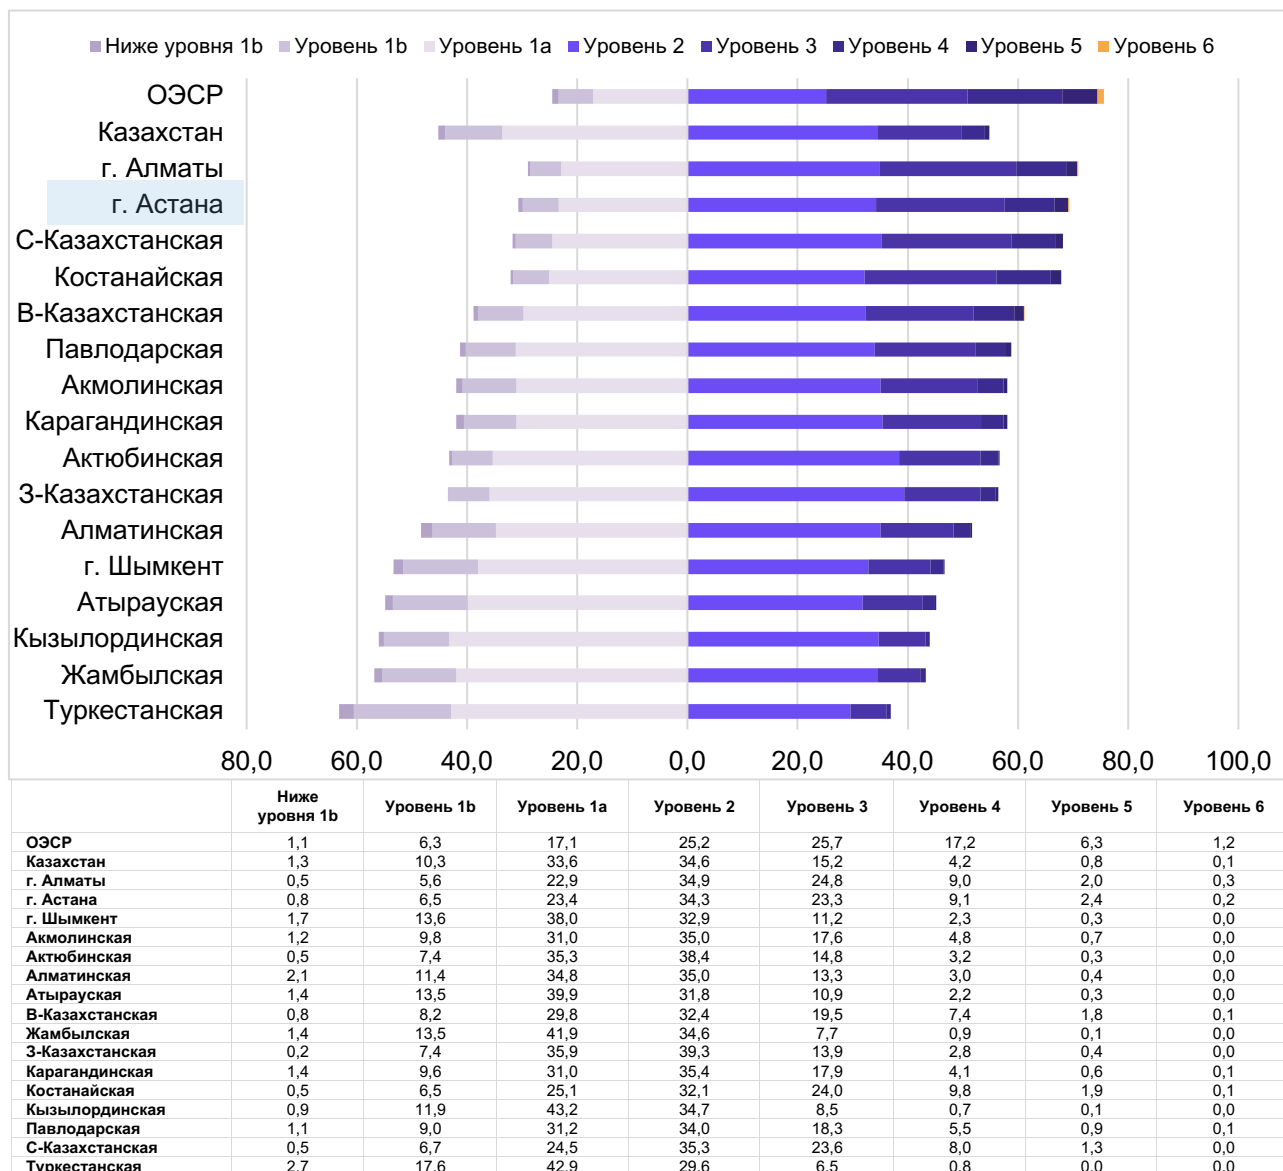 Ниже уровня 1b Уровень 1b Уровень 1a Уровень 2 Уровень 3 Уровень 4 Уровень 5 Уровень 6
ОЭСР
Казахстан
г. Алматы
г. Астана
С-Казахстанская
Костанайская
В-Казахстанская
Павлодарская
Акмолинская
Карагандинская
Актюбинская
З-Казахстанская
Алматинская
г. Шымкент
Атырауская
Кызылординская
Жамбылская
Туркестанская
80,0 60,0 40,0 20,0 0,0 20,0 40,0 60,0 80,0 100,0
Ниже
уровня 1b Уровень 1b Уровень 1a Уровень 2 Уровень 3 Уровень 4 Уровень 5 Уровень 6
ОЭСР 1,1 6,3 17,1 25,2 25,7 17,2 6,3 1,2
Казахстан 1,3 10,3 33,6 34,6 15,2 4,2 0,8 0,1
г. Алматы 0,5 5,6 22,9 34,9 24,8 9,0 2,0 0,3
г. Астана 0,8 6,5 23,4 34,3 23,3 9,1 2,4 0,2
г. Шымкент 1,7 13,6 38,0 32,9 11,2 2,3 0,3 0,0
Акмолинская 1,2 9,8 31,0 35,0 17,6 4,8 0,7 0,0
Актюбинская 0,5 7,4 35,3 38,4 14,8 3,2 0,3 0,0
Алматинская 2,1 11,4 34,8 35,0 13,3 3,0 0,4 0,0
Атырауская 1,4 13,5 39,9 31,8 10,9 2,2 0,3 0,0
В-Казахстанская 0,8 8,2 29,8 32,4 19,5 7,4 1,8 0,1
Жамбылская 1,4 13,5 41,9 34,6 7,7 0,9 0,1 0,0
З-Казахстанская 0,2 7,4 35,9 39,3 13,9 2,8 0,4 0,0
Карагандинская 1,4 9,6 31,0 35,4 17,9 4,1 0,6 0,1
Костанайская 0,5 6,5 25,1 32,1 24,0 9,8 1,9 0,1
Кызылординская 0,9 11,9 43,2 34,7 8,5 0,7 0,1 0,0
Павлодарская 1,1 9,0 31,2 34,0 18,3 5,5 0,9 0,1
С-Казахстанская 0,5 6,7 24,5 35,3 23,6 8,0 1,3 0,0
Туркестанская 2,7 17,6 42,9 29,6 6,5 0,8 0,0 0,0